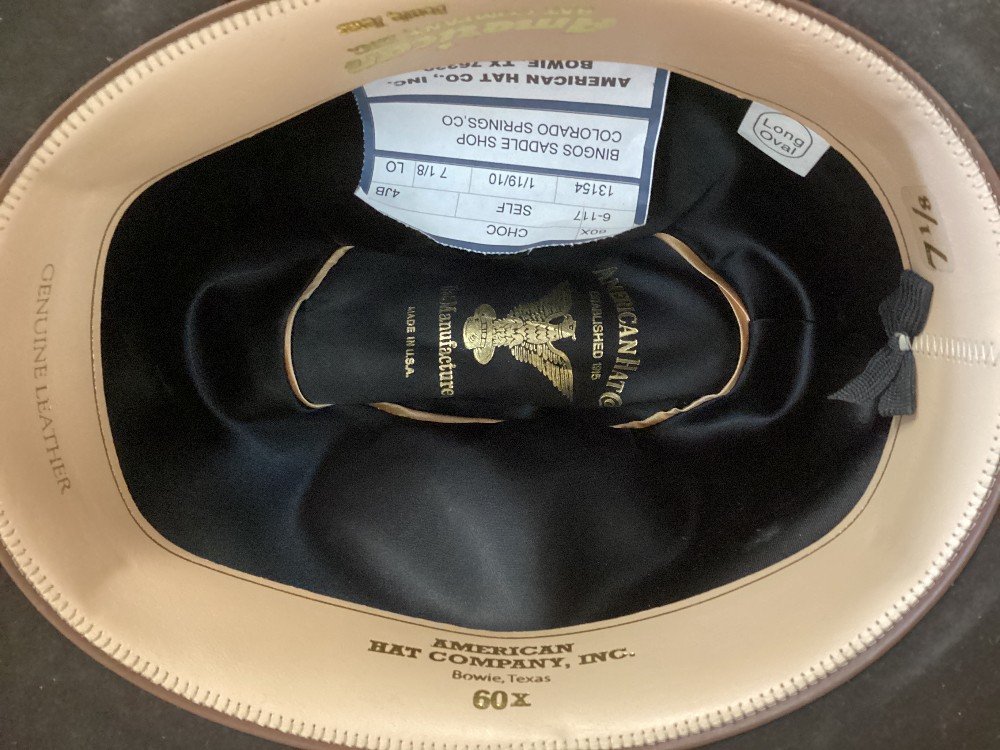 AMERICAN HAT CO., INC.
BOWIE, TX
BINGOS SADDLE SHOP
COLORADO SPRINGS,CO
13154 1/19/10 7 1/8 LO
6-117 SELF 4JB
60X CHOC
Long
Oval
7 1/8
GENUINE LEATHER
AMERICAN HAT C
ESTABLISHED 1915
Manufacture
MADE IN U.S.A.
AMERICAN
HAT COMPANY, INC.
Bowie, Texas
60X